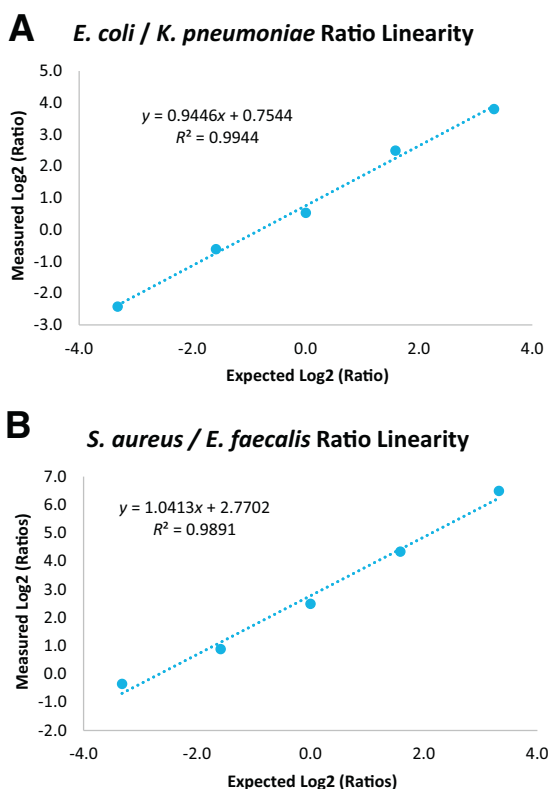 A
E. coli / K. pneumoniae Ratio Linearity
5.0
4.0
3.0
2.0
1.0
0.0
-1.0
-2.0
-3.0
Measured Log2 (Ratio)
y = 0.9446x + 0.7544
R² = 0.9944
-4.0 -2.0 0.0 2.0 4.0
Expected Log2 (Ratio)
B
S. aureus / E. faecalis Ratio Linearity
7.0
6.0
5.0
4.0
3.0
2.0
1.0
0.0
-1.0
-2.0
Measured Log2 (Ratios)
y = 1.0413x + 2.7702
R² = 0.9891
-4.0 -2.0 0.0 2.0 4.0
Expected Log2 (Ratios)